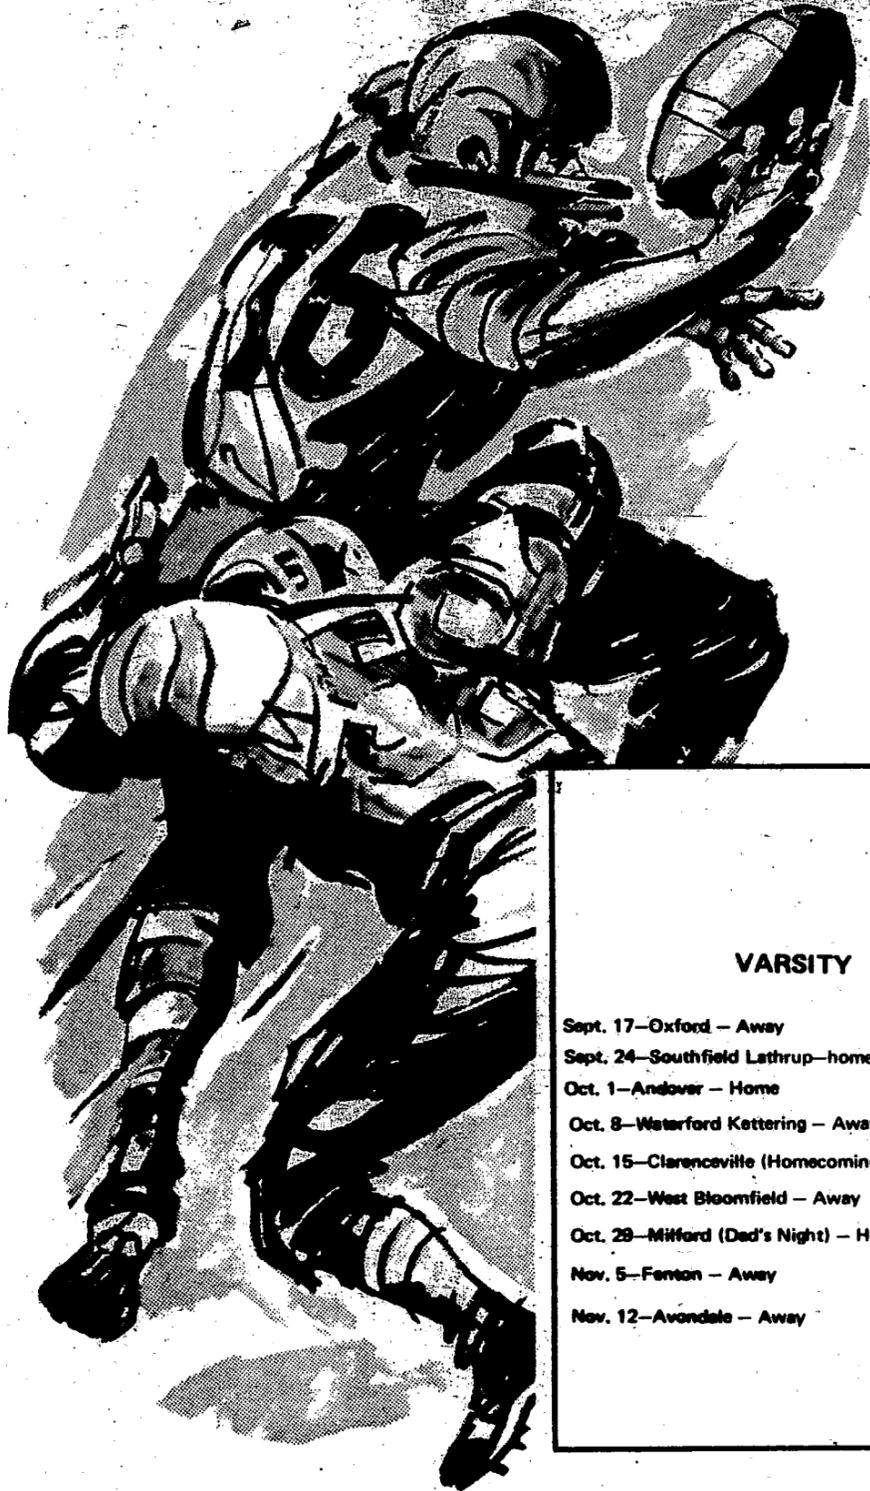 6
5
VARSITY
Sept. 17—Oxford — Away
Sept. 24—Southfield Lathrup—home
Oct. 1—Andover — Home
Oct. 8—Waterford Kettering — Awa
Oct. 15—Clarenceville (Homecomin
Oct. 22—West Bloomfield — Away
Oct. 29—Milford (Dad's Night) — H
Nov. 5—Fenton — Away
Nov. 12—Avondale — Away